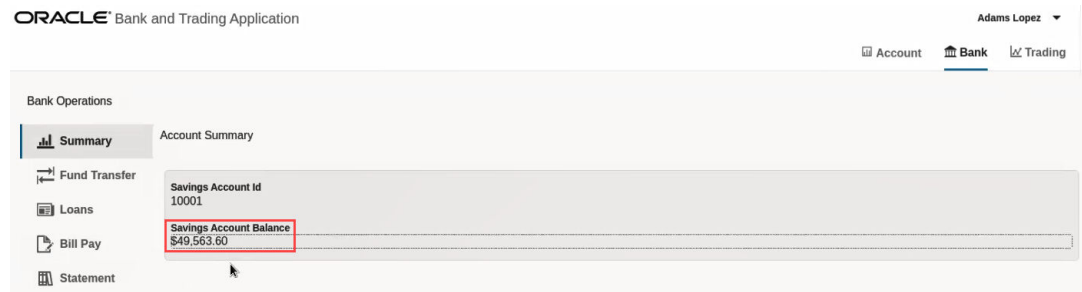 ORACLE Bank and Trading Application
Adams Lopez
Account Bank Trading
Bank Operations
Summary
Fund Transfer
Loans
Bill Pay
Statement
Account Summary
Savings Account Id
10001
Savings Account Balance
$49,563.60